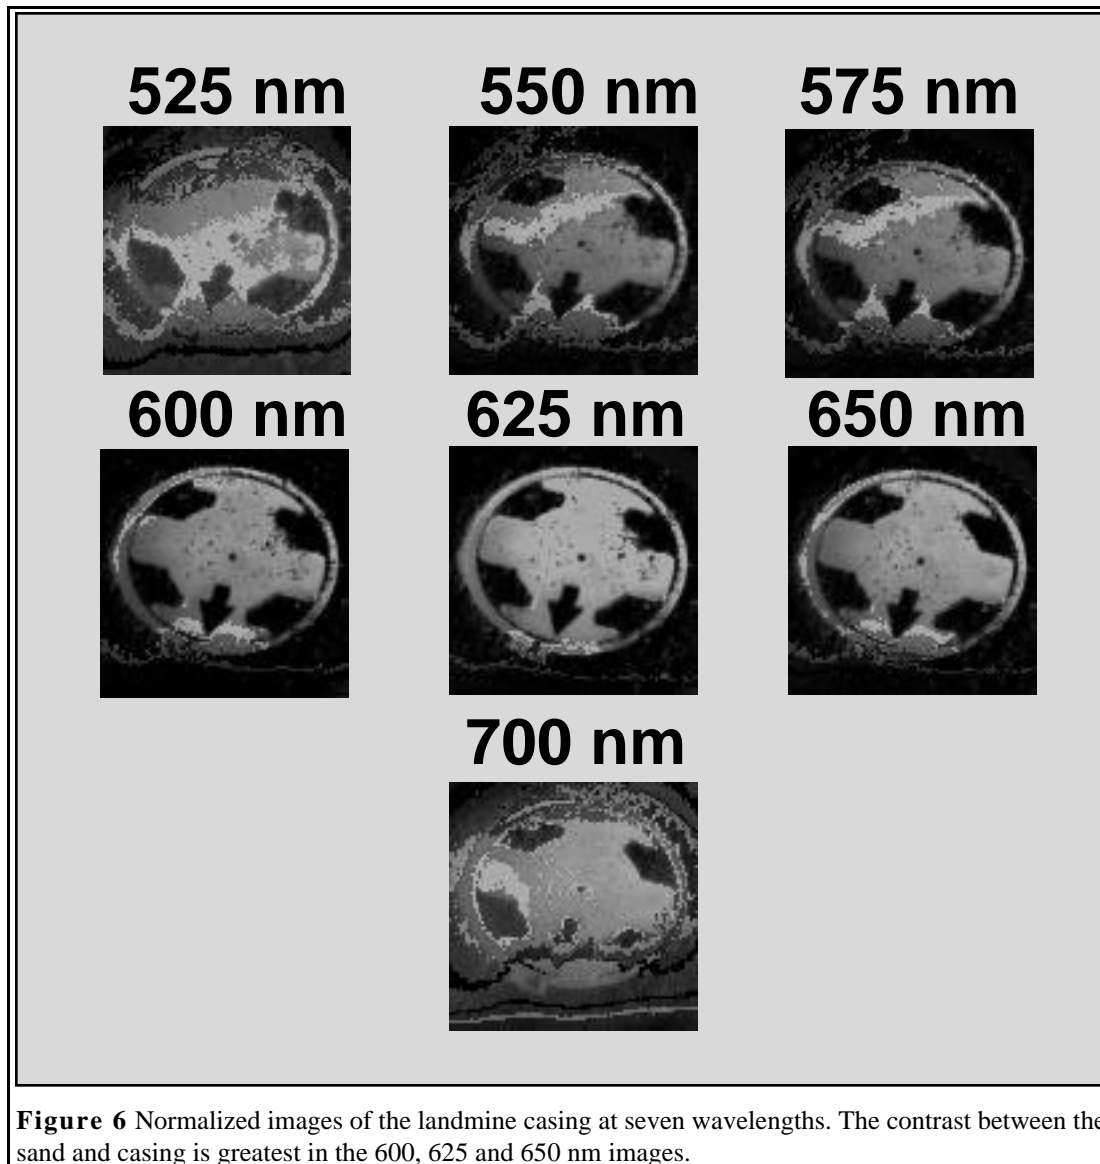 525 nm 550 nm 575 nm
600 nm 625 nm 650 nm
700 nm
Figure 6 Normalized images of the landmine casing at seven wavelengths. The contrast between the
sand and casing is greatest in the 600, 625 and 650 nm images.